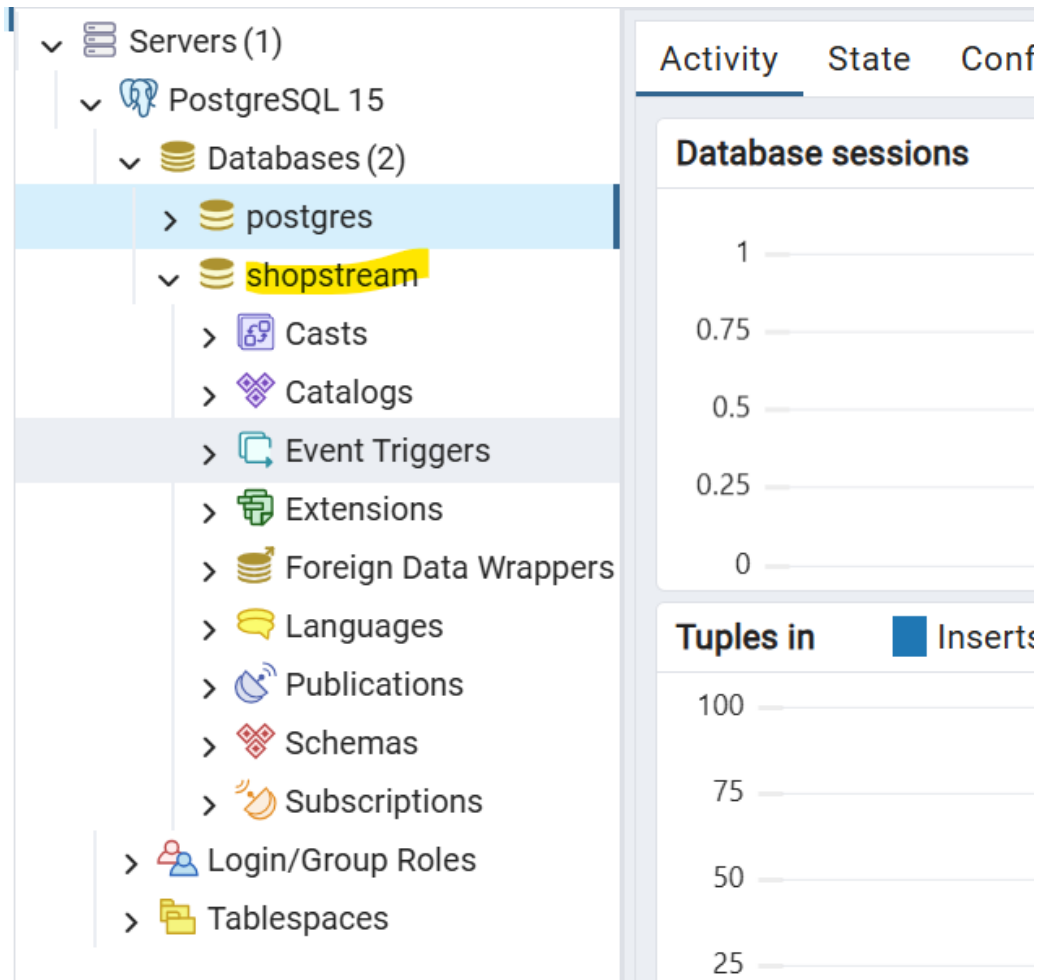 Servers (1)
PostgreSQL 15
Databases (2)
postgres
shopstream
Casts
Catalogs
Event Triggers
Extensions
Foreign Data Wrappers
Languages
Publications
Schemas
Subscriptions
Login/Group Roles
Tablespaces
Activity State Conf
Database sessions
1
0.75
0.5
0.25
0
Tuples in Inserts
100
75
50
25